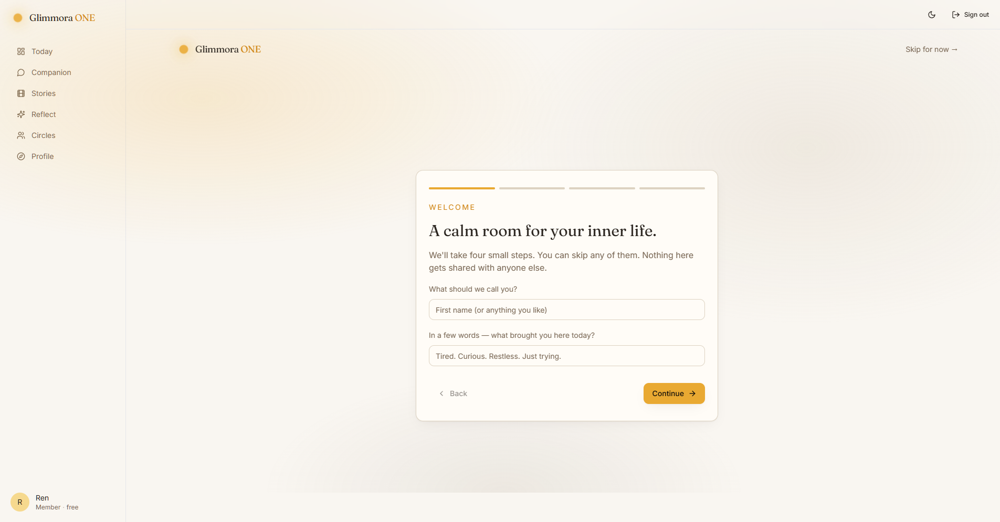 Glimmora ONE
Today
Companion
Stories
Reflect
Circles
Profile
R
Ren
Member · free
Sign out
Glimmora ONE
Skip for now →
WELCOME
A calm room for your inner life.
We'll take four small steps. You can skip any of them. Nothing here
gets shared with anyone else.
What should we call you?
First name (or anything you like)
In a few words — what brought you here today?
Tired. Curious. Restless. Just trying.
Back
Continue